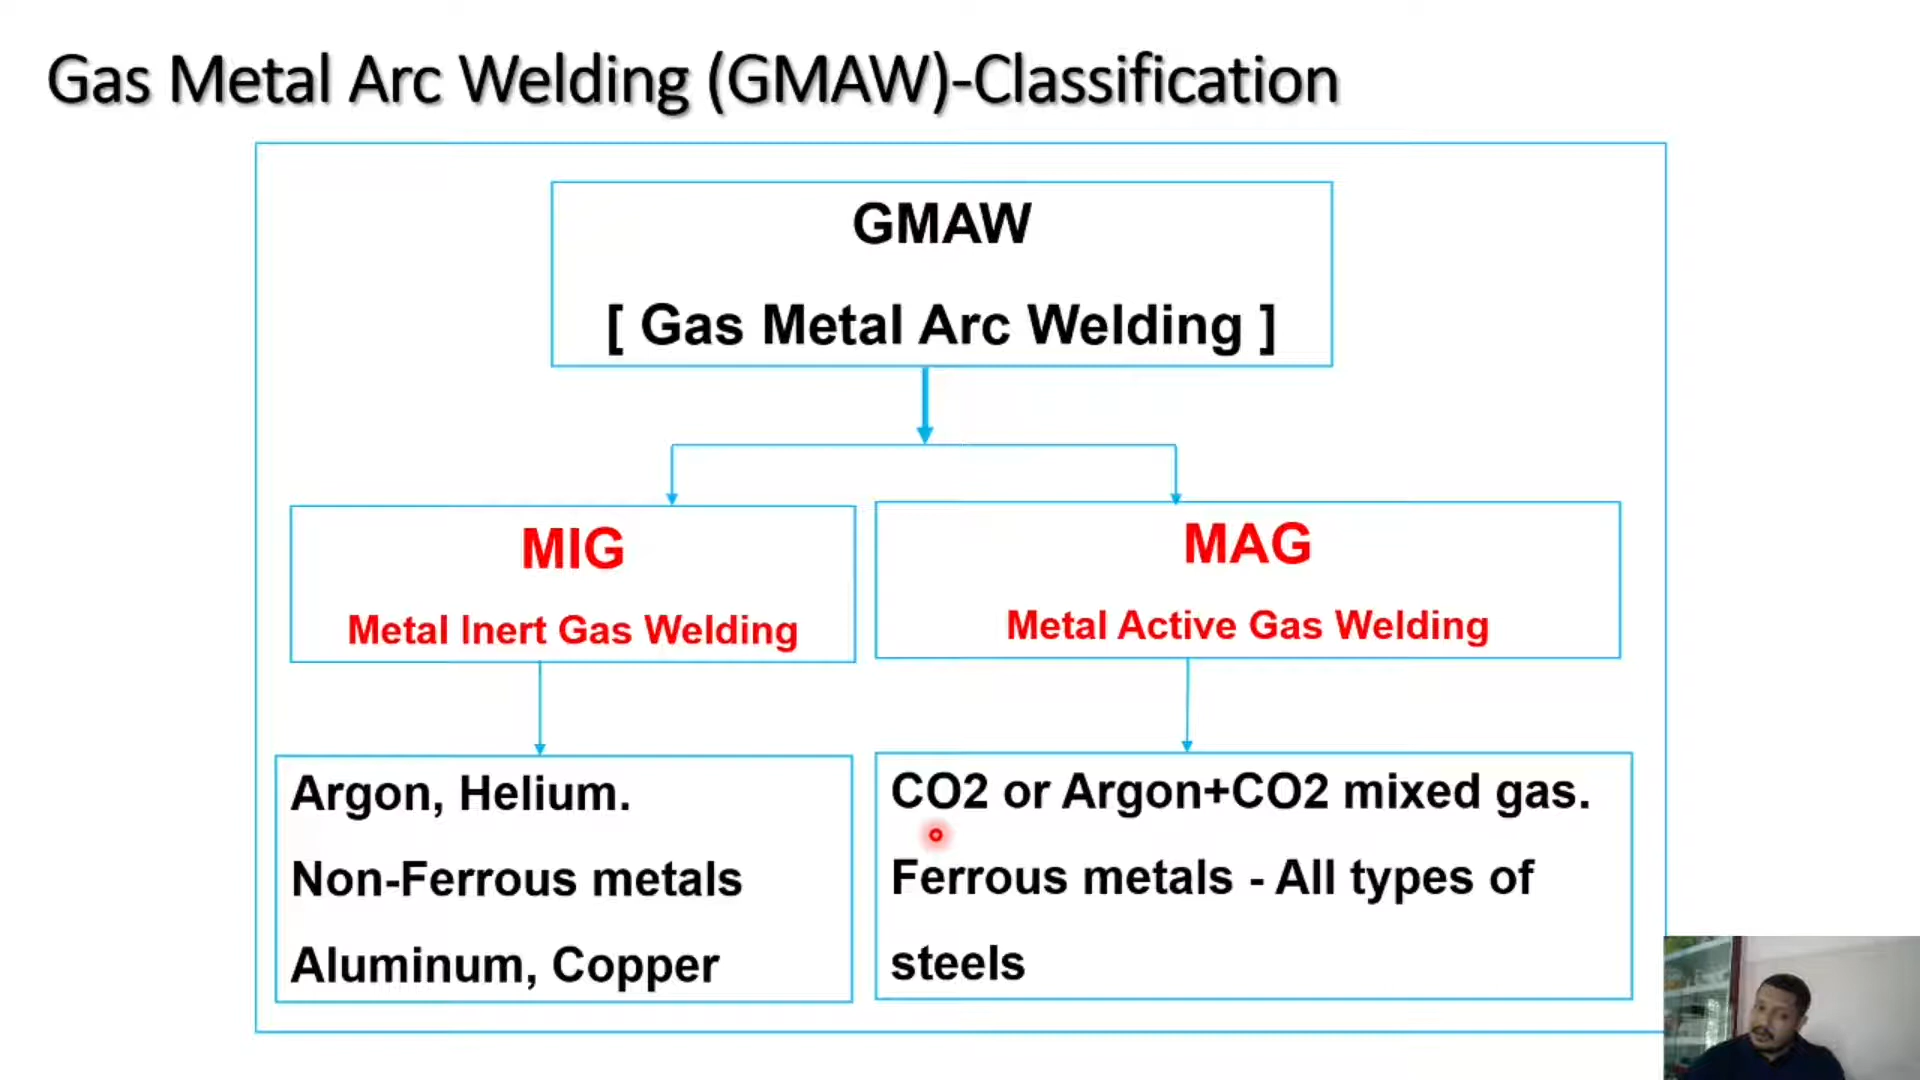 Gas Metal Arc Welding (GMAW)-Classification
GMAW
[ Gas Metal Arc Welding ]
MIG
Metal Inert Gas Welding
MAG
Metal Active Gas Welding
Argon, Helium.
Non-Ferrous metals
Aluminum, Copper
CO2 or Argon+CO2 mixed gas.
Ferrous metals - All types of
steels